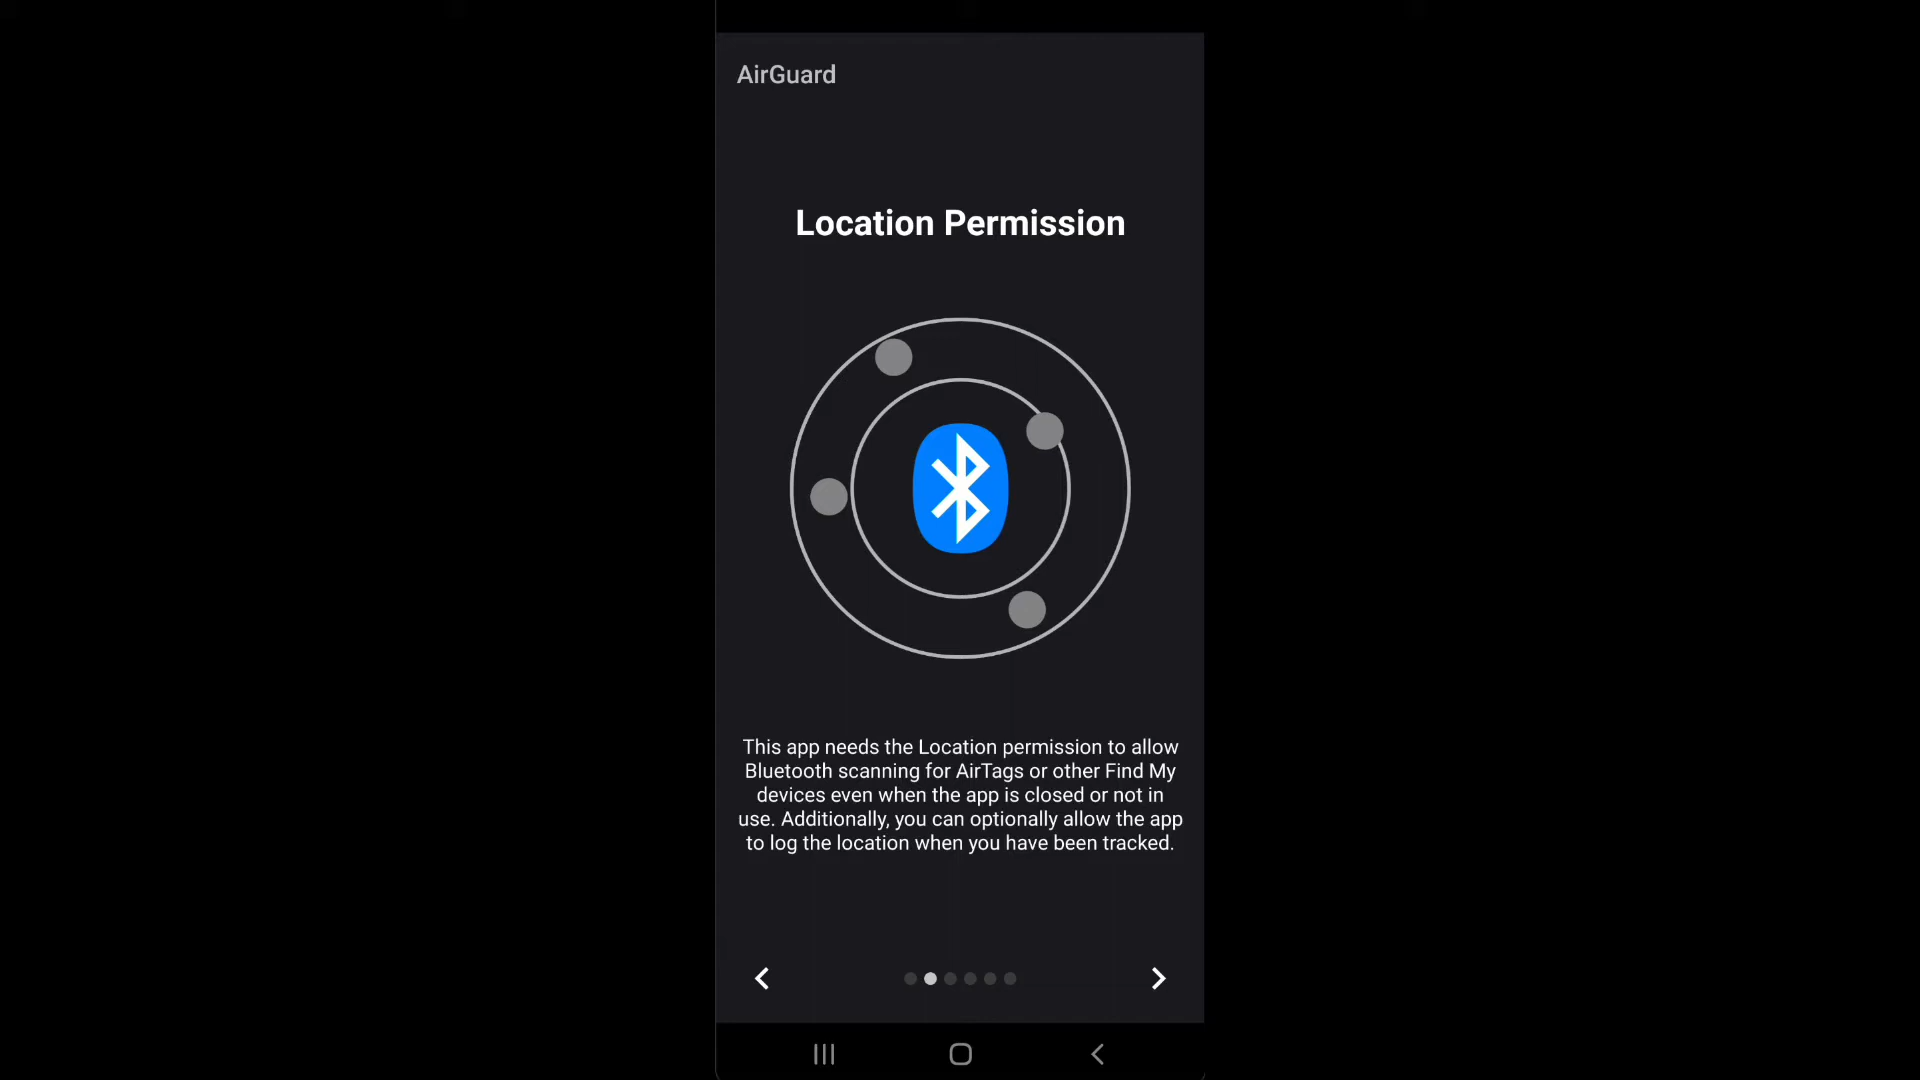 AirGuard
Location Permission
This app needs the Location permission to allow
Bluetooth scanning for AirTags or other Find My
devices even when the app is closed or not in
use. Additionally, you can optionally allow the app
to log the location when you have been tracked.